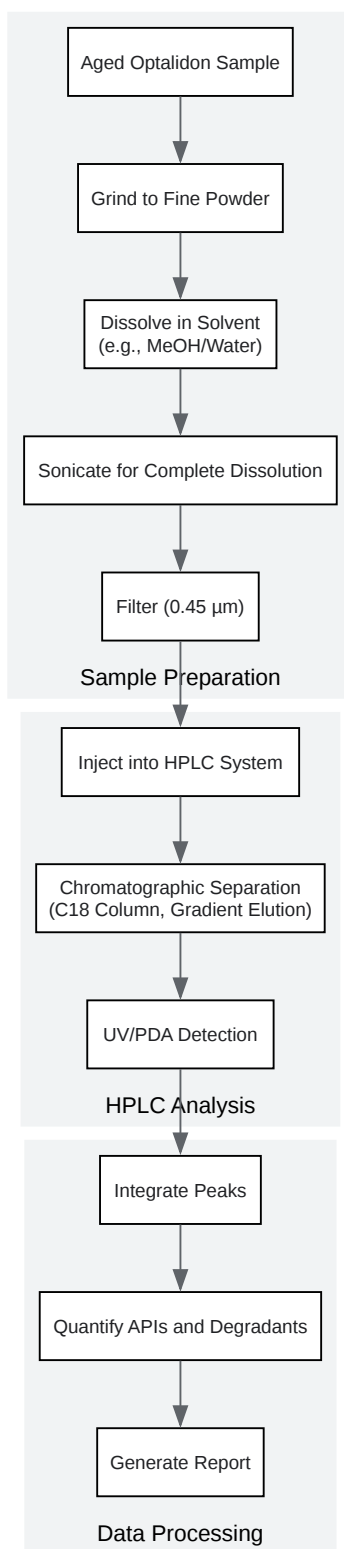 Aged Optalidon Sample
Grind to Fine Powder
Dissolve in Solvent
(e.g., MeOH/Water)
Sonicate for Complete Dissolution
Filter (0.45 µm)
Sample Preparation
Inject into HPLC System
Chromatographic Separation
(C18 Column, Gradient Elution)
UV/PDA Detection
HPLC Analysis
Integrate Peaks
Quantify APIs and Degradants
Generate Report
Data Processing